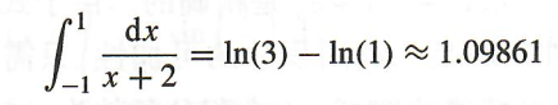 ∫_{-1}^{1} dx/(x + 2) = ln(3) − ln(1) ≈ 1.09861